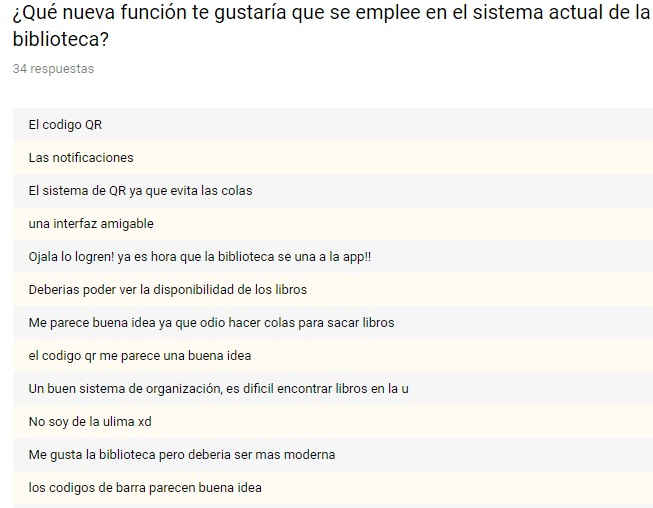 ¿Qué nueva función te gustaría que se emplee en el sistema actual de la
biblioteca?
34 respuestas
El codigo QR
Las notificaciones
El sistema de QR ya que evita las colas
una interfaz amigable
Ojala lo logren! ya es hora que la biblioteca se una a la app!!
Deberias poder ver la disponibilidad de los libros
Me parece buena idea ya que odio hacer colas para sacar libros
el codigo qr me parece una buena idea
Un buen sistema de organización, es dificil encontrar libros en la u
No soy de la ulima xd
Me gusta la biblioteca pero deberia ser mas moderna
los codigos de barra parecen buena idea